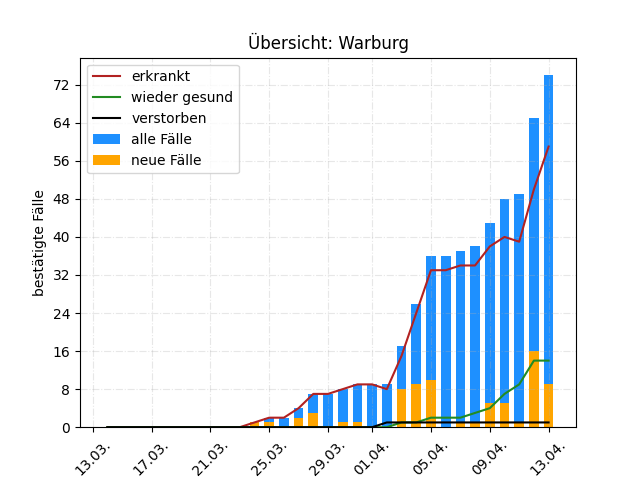 Übersicht: Warburg
erkrankt
wieder gesund
verstorben
alle Fälle
neue Fälle
bestätigte Fälle
72
64
56
48
40
32
24
16
8
0
13.03.
17.03.
21.03.
25.03.
29.03.
01.04.
05.04.
09.04.
13.04.